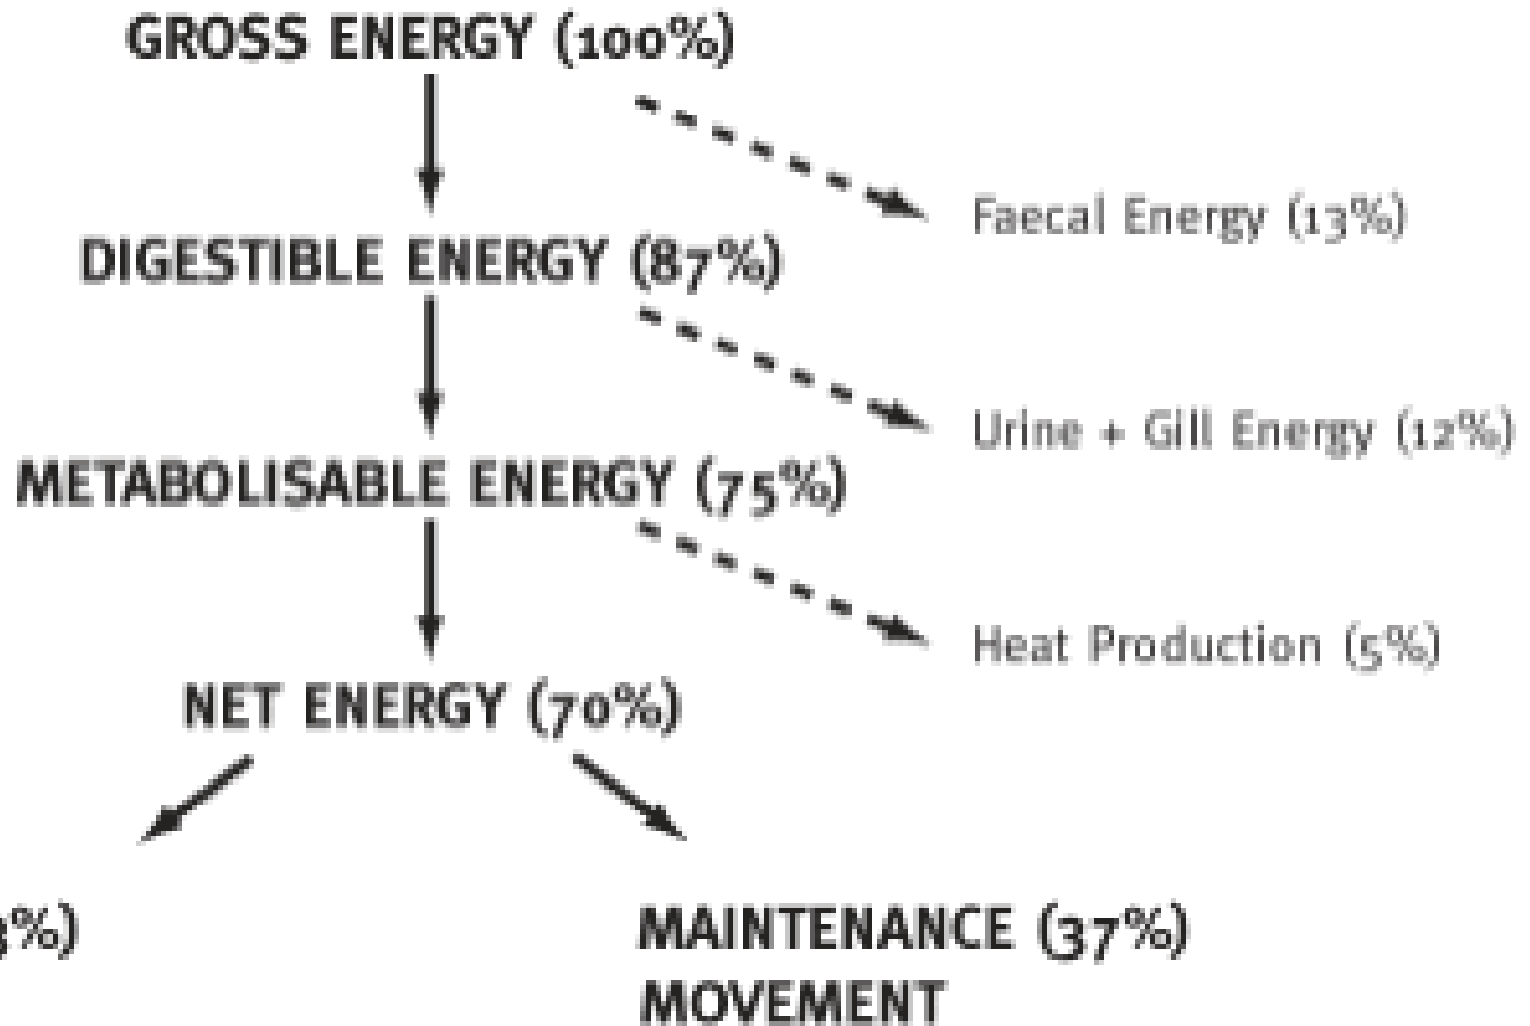 GROSS ENERGY (100%)
Faecal Energy (13%)
DIGESTIBLE ENERGY (87%)
Urine + Gill Energy (12%)
METABOLISABLE ENERGY (75%)
Heat Production (5%)
NET ENERGY (70%)
3%)
MAINTENANCE (37%)
MOVEMENT